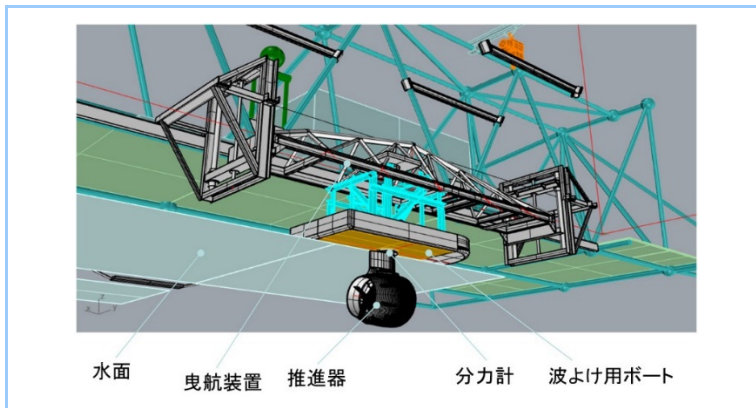 水面
曳航装置
推進器
分力計
波よけ用ボート